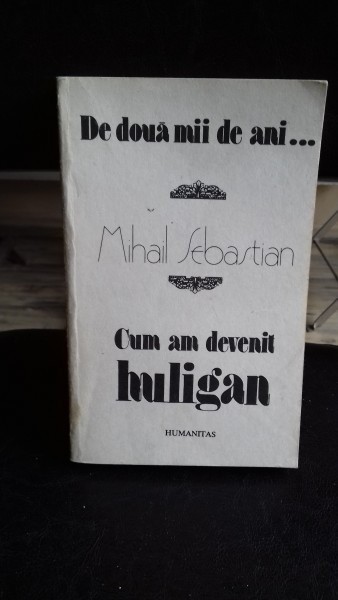 De două mii de ani...
Mihail Sebastian
Cum am devenit
huligan
HUMANITAS